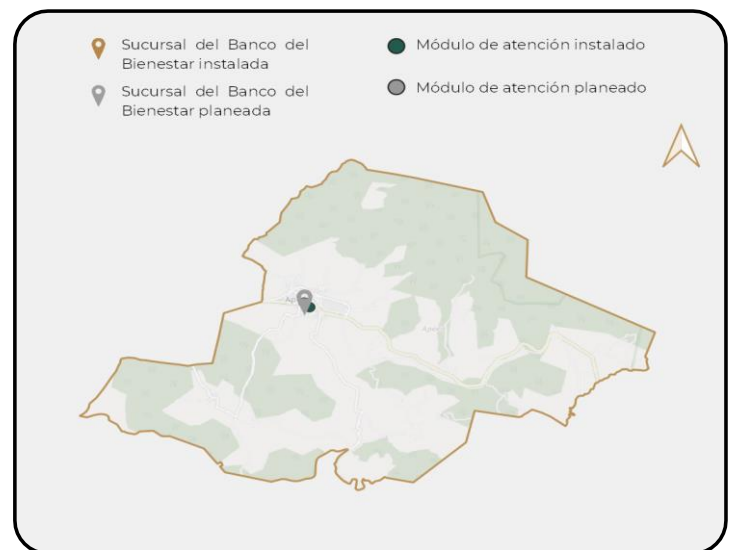 Sucursal del Banco del
Bienestar instalada
Sucursal del Banco del
Bienestar planeada
Módulo de atención instalado
Módulo de atención planeado